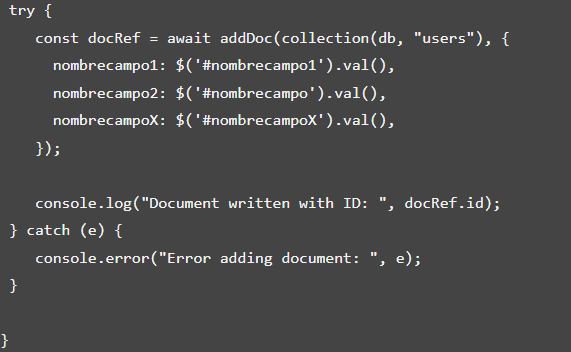 try {
const docRef = await addDoc(collection(db, "users"), {
nombrecampo1: $('#nombrecampo1').val(),
nombrecampo2: $('#nombrecampo').val(),
nombrecampoX: $('#nombrecampoX').val(),
});
console.log("Document written with ID: ", docRef.id);
} catch (e) {
console.error("Error adding document: ", e);
}
}